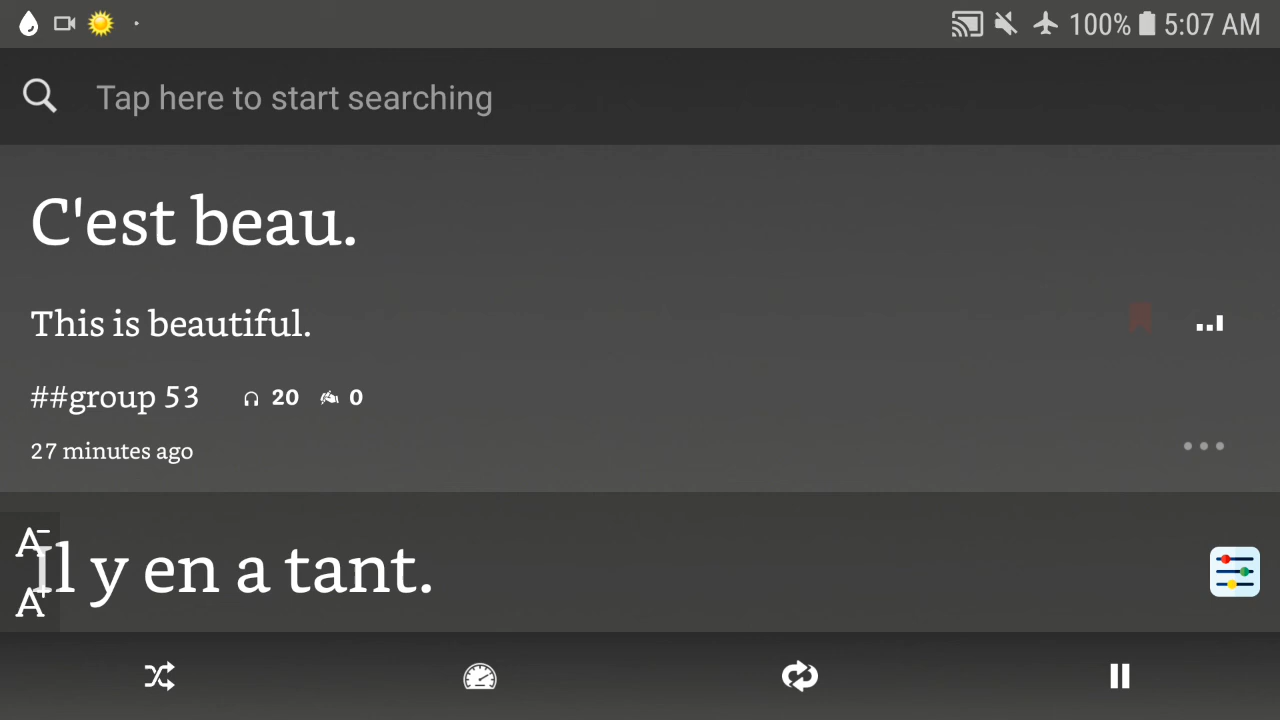 100% 5:07 AM
Tap here to start searching
C'est beau.
This is beautiful.
##group 53 20 0
27 minutes ago
A-
Il y en a tant.
A+